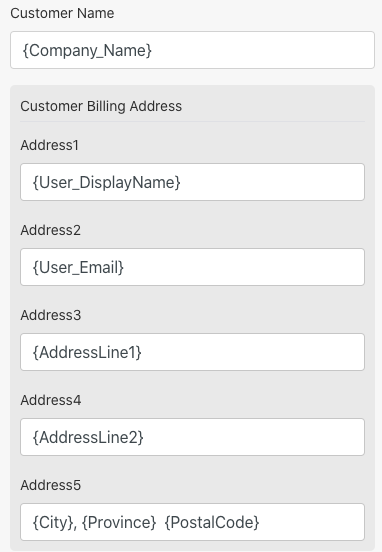 Customer Name
{Company_Name}
Customer Billing Address
Address1
{User_DisplayName}
Address2
{User_Email}
Address3
{AddressLine1}
Address4
{AddressLine2}
Address5
{City}, {Province}  {PostalCode}